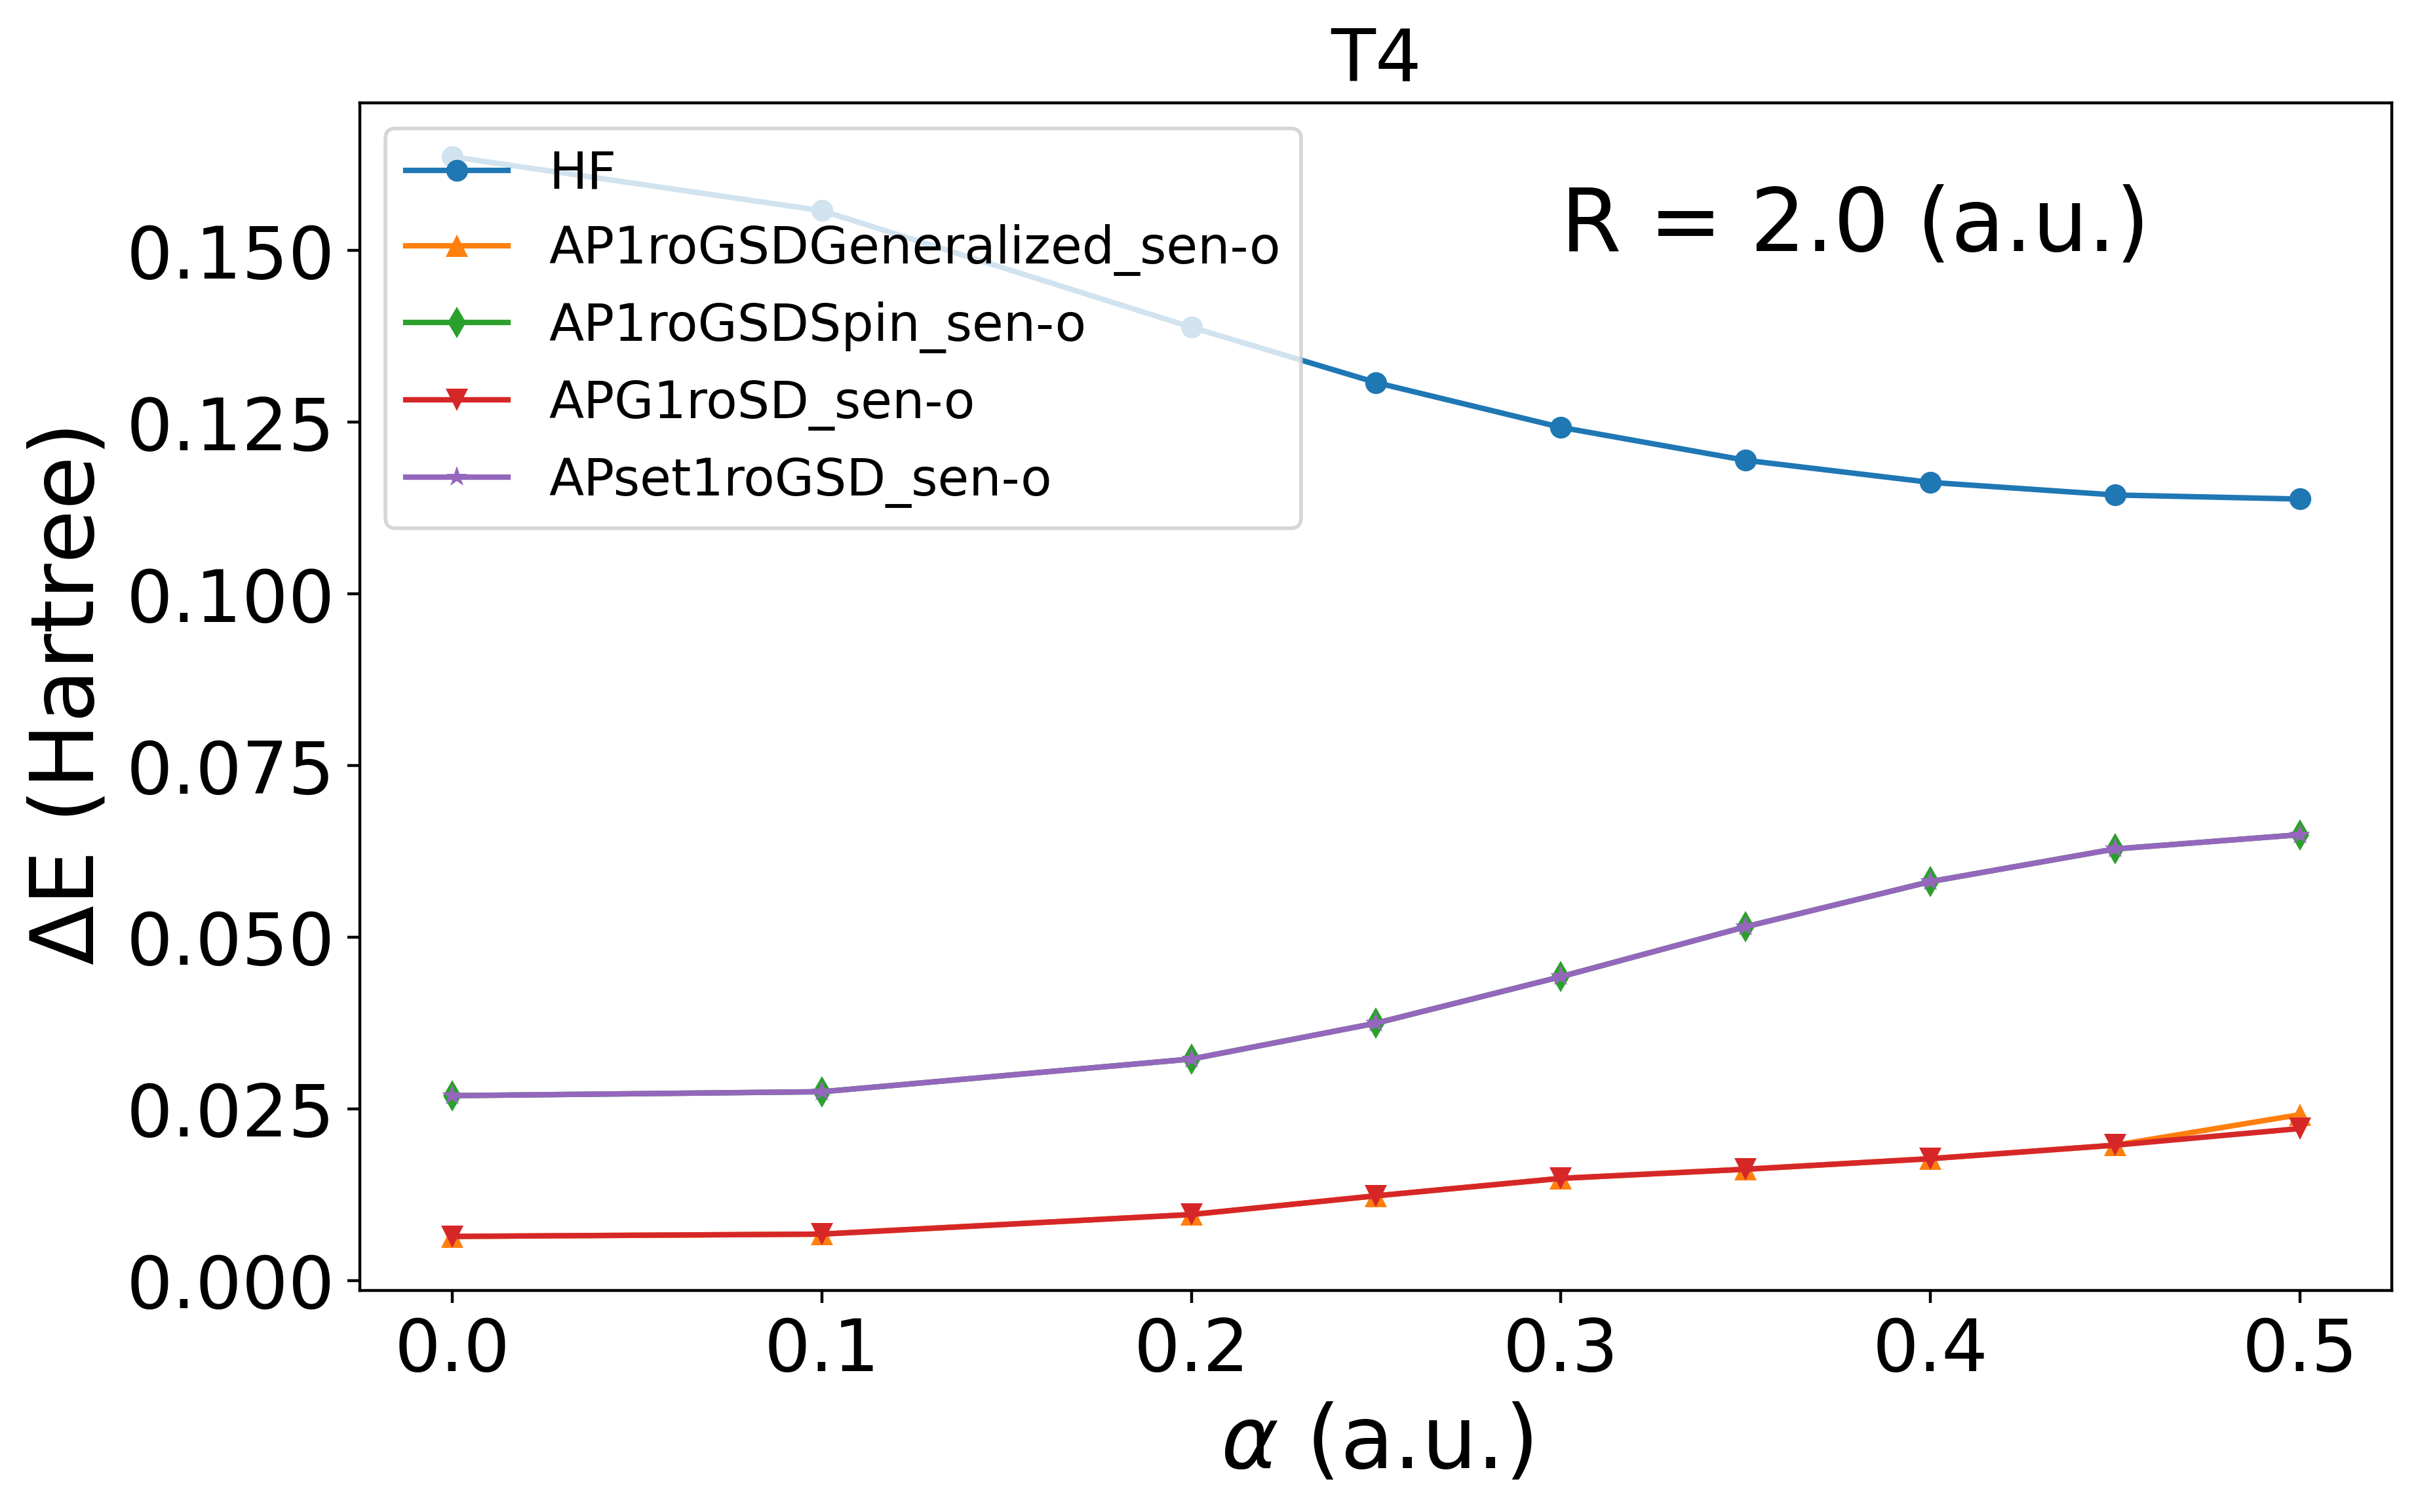 T4
R = 2.0 (a.u.)
HF
AP1roGSDGeneralized_sen-o
AP1roGSDSpin_sen-o
APG1roSD_sen-o
APset1roGSD_sen-o
ΔE (Hartree)
0.150
0.125
0.100
0.075
0.050
0.025
0.000
0.0 0.1 0.2 0.3 0.4 0.5
α (a.u.)